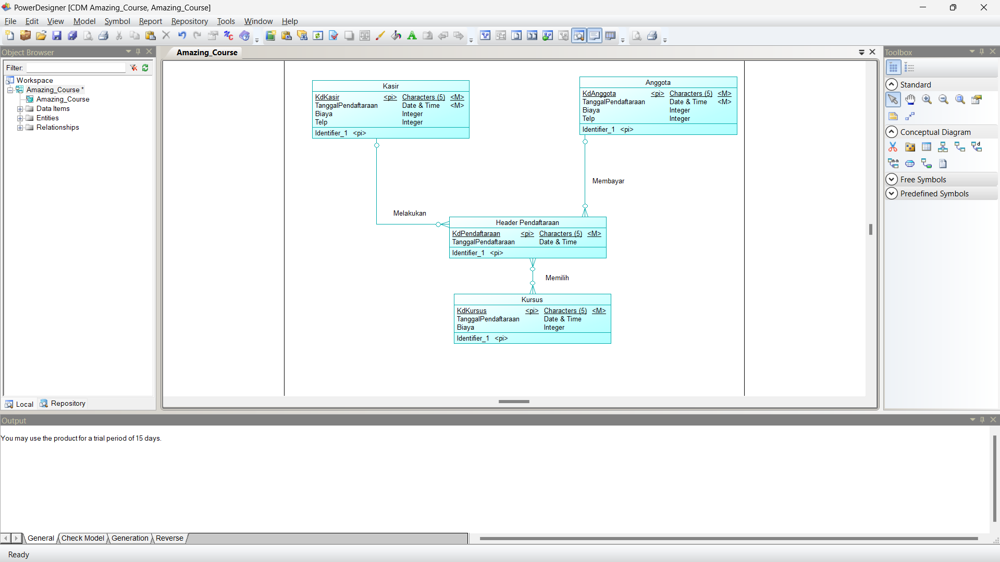 PowerDesigner [CDM Amazing_Course, Amazing_Course]
File Edit View Model Symbol Report Repository Tools Window Help
Object Browser
Filter:
Workspace
Amazing_Course *
Amazing_Course
Data Items
Entities
Relationships
Local Repository
Amazing_Course
Kasir
KdKasir <pi> Characters (5) <M>
TanggalPendaftaraan Date & Time <M>
Biaya Integer
Telp Integer
Identifier_1 <pi>
Anggota
KdAnggota <pi> Characters (5) <M>
TanggalPendaftaraan Date & Time <M>
Biaya Integer
Telp Integer
Identifier_1 <pi>
Membayar
Melakukan
Header Pendaftaraan
KdPendaftaraan <pi> Characters (5) <M>
TanggalPendaftaraan Date & Time
Identifier_1 <pi>
Memilih
Kursus
KdKursus <pi> Characters (5) <M>
TanggalPendaftaraan Date & Time
Biaya Integer
Identifier_1 <pi>
Toolbox
Standard
Conceptual Diagram
Free Symbols
Predefined Symbols
Output
You may use the product for a trial period of 15 days.
General Check Model Generation Reverse
Ready